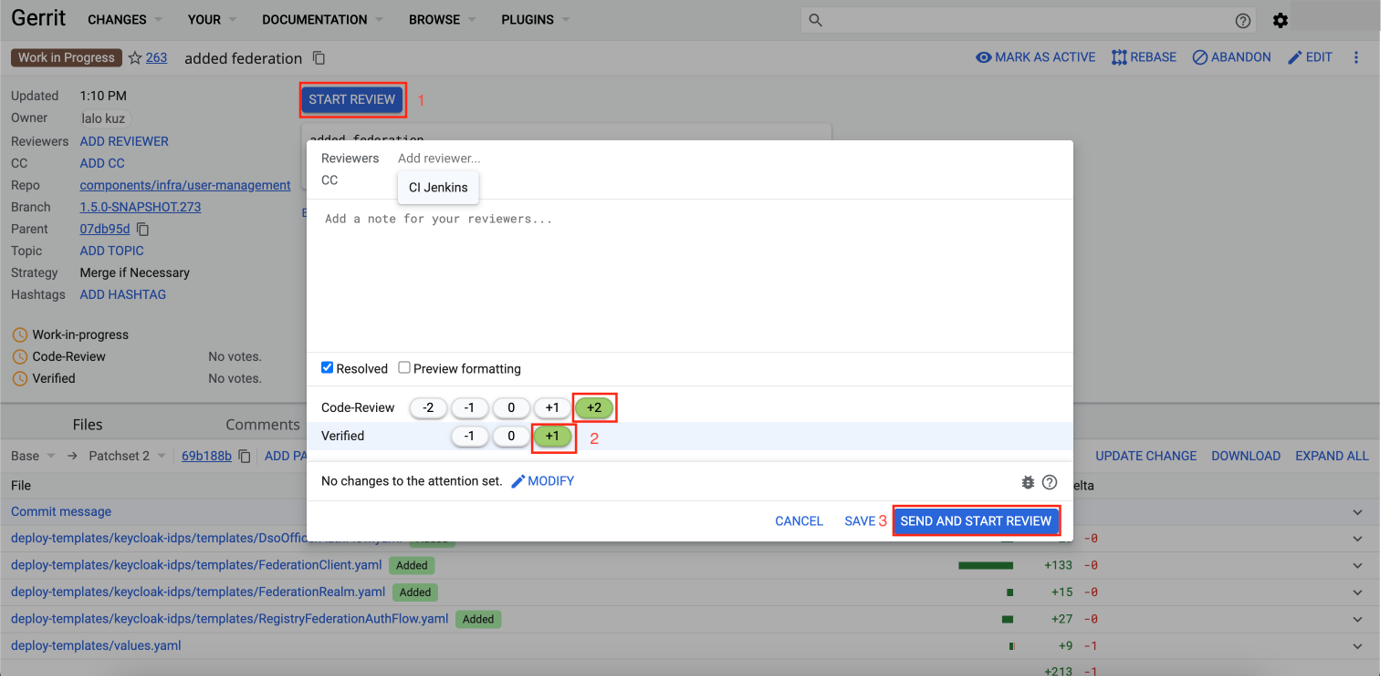 Gerrit CHANGES YOUR DOCUMENTATION BROWSE PLUGINS
Work in Progress 263 added federation MARK AS ACTIVE REBASE ABANDON EDIT
Updated 1:10 PM
START REVIEW 1
Owner lalo kuz
added federation
Reviewers ADD REVIEWER
CC ADD CC
Repo components/infra/user-management
Branch 1.5.0-SNAPSHOT.273
Parent 07db95d
Topic ADD TOPIC
Strategy Merge if Necessary
Hashtags ADD HASHTAG
Work-in-progress
Code-Review No votes.
Verified No votes.
Reviewers Add reviewer...
CC
CI Jenkins
Add a note for your reviewers...
Resolved Preview formatting
Code-Review -2 -1 0 +1 +2
Verified -1 0 +1 2
No changes to the attention set. MODIFY
CANCEL SAVE 3 SEND AND START REVIEW
Files Comments
Base → Patchset 2 69b188b ADD PA UPDATE CHANGE DOWNLOAD EXPAND ALL
File elta
Commit message
deploy-templates/keycloak-idps/templates/DsoOffic -0
deploy-templates/keycloak-idps/templates/FederationClient.yaml Added +133 -0
deploy-templates/keycloak-idps/templates/FederationRealm.yaml Added +15 -0
deploy-templates/keycloak-idps/templates/RegistryFederationAuthFlow.yaml Added +27 -0
deploy-templates/values.yaml +9 -1
+213 -1